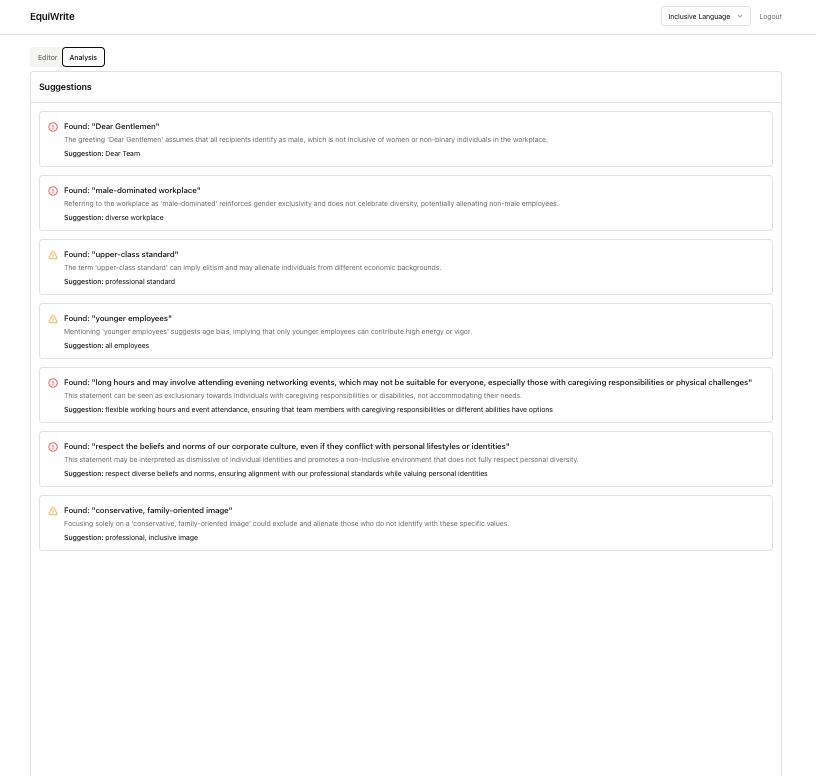 EquiWrite
Inclusive Language
Logout
Editor
Analysis
Suggestions
Found: "Dear Gentlemen"
The greeting 'Dear Gentlemen' assumes that all recipients identify as male, which is not inclusive of women or non-binary individuals in the workplace.
Suggestion: Dear Team
Found: "male-dominated workplace"
Referring to the workplace as 'male-dominated' reinforces gender exclusivity and does not celebrate diversity, potentially alienating non-male employees.
Suggestion: diverse workplace
Found: "upper-class standard"
The term 'upper-class standard' can imply elitism and may alienate individuals from different economic backgrounds.
Suggestion: professional standard
Found: "younger employees"
Mentioning 'younger employees' suggests age bias, implying that only younger employees can contribute high energy or vigor.
Suggestion: all employees
Found: "long hours and may involve attending evening networking events, which may not be suitable for everyone, especially those with caregiving responsibilities or physical challenges"
This statement can be seen as exclusionary towards individuals with caregiving responsibilities or disabilities, not accommodating their needs.
Suggestion: flexible working hours and event attendance, ensuring that team members with caregiving responsibilities or different abilities have options
Found: "respect the beliefs and norms of our corporate culture, even if they conflict with personal lifestyles or identities"
This statement may be interpreted as dismissive of individual identities and promotes a non-inclusive environment that does not fully respect personal diversity.
Suggestion: respect diverse beliefs and norms, ensuring alignment with our professional standards while valuing personal identities
Found: "conservative, family-oriented image"
Focusing solely on a 'conservative, family-oriented image' could exclude and alienate those who do not identify with these specific values.
Suggestion: professional, inclusive image